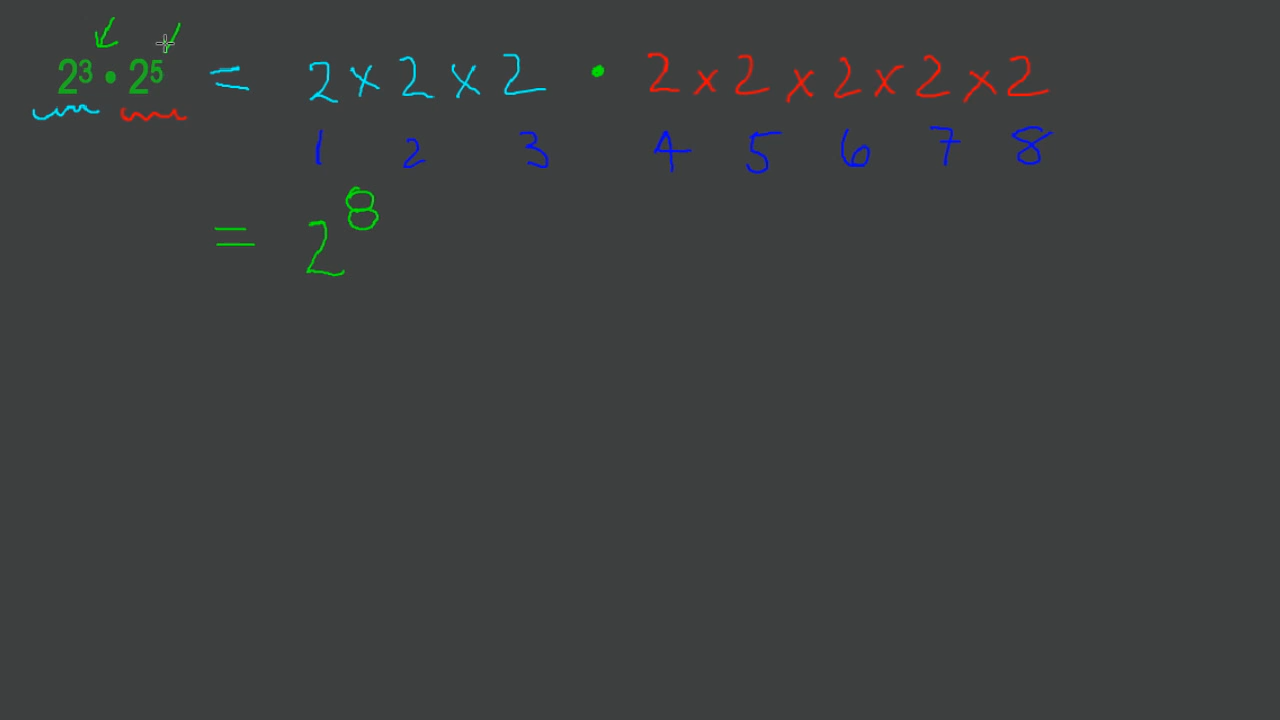 2³ • 2⁵ = 2 × 2 × 2 • 2 × 2 × 2 × 2 × 2
1 2 3 4 5 6 7 8
= 2⁸